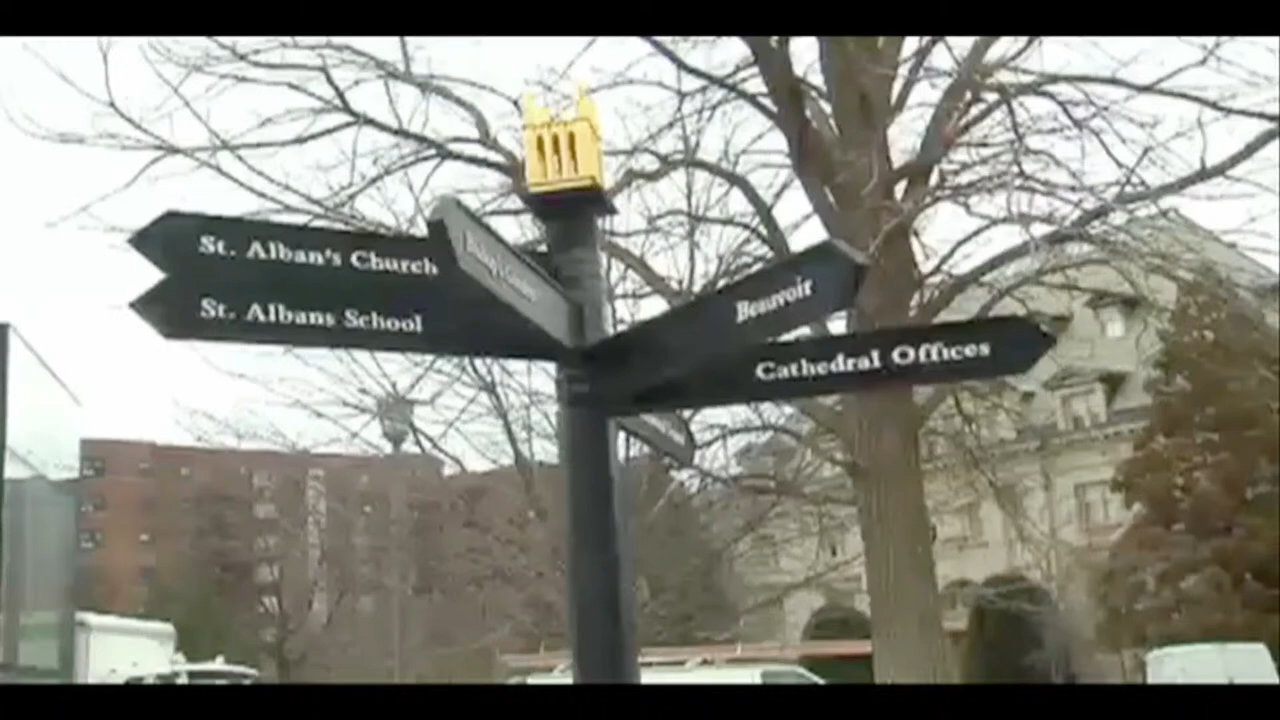 St. Alban's Church
St. Albans School
Beauvoir
Cathedral Offices